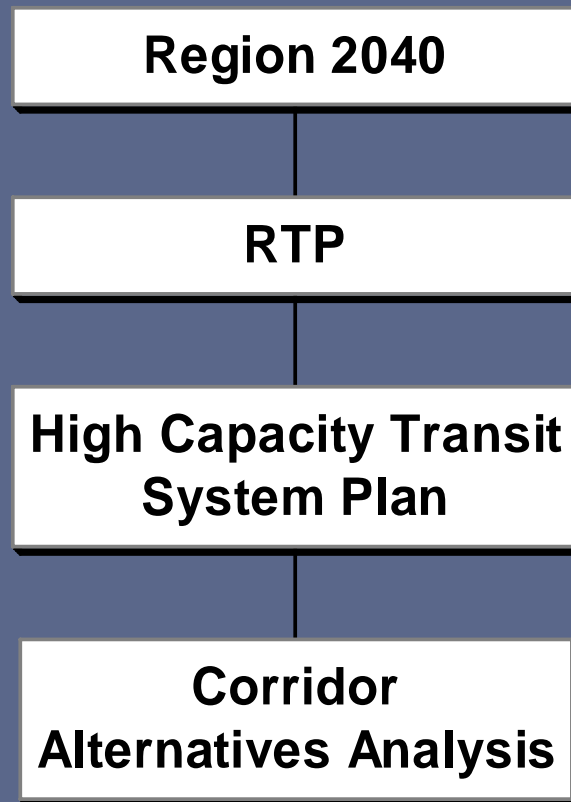 Region 2040
RTP
High Capacity Transit
System Plan
Corridor
Alternatives Analysis